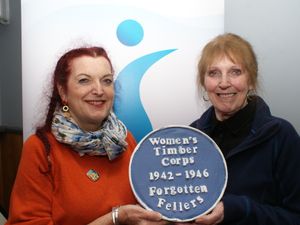 Women's
Timber
Corps
1942 - 1946
Forgotten
Fellers